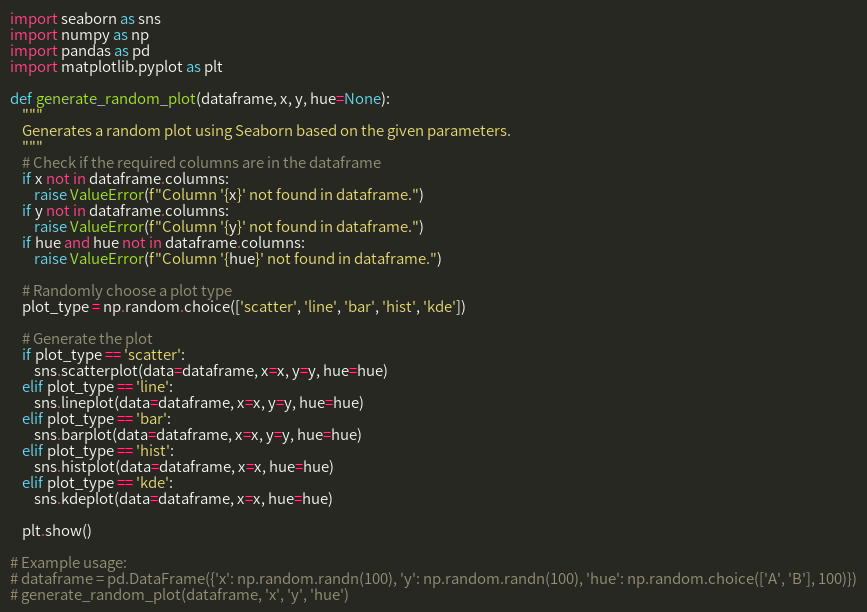 import seaborn as sns
import numpy as np
import pandas as pd
import matplotlib.pyplot as plt

def generate_random_plot(dataframe, x, y, hue=None):
    """
    Generates a random plot using Seaborn based on the given parameters.
    """
    # Check if the required columns are in the dataframe
    if x not in dataframe.columns:
        raise ValueError(f"Column '{x}' not found in dataframe.")
    if y not in dataframe.columns:
        raise ValueError(f"Column '{y}' not found in dataframe.")
    if hue and hue not in dataframe.columns:
        raise ValueError(f"Column '{hue}' not found in dataframe.")

    # Randomly choose a plot type
    plot_type = np.random.choice(['scatter', 'line', 'bar', 'hist', 'kde'])

    # Generate the plot
    if plot_type == 'scatter':
        sns.scatterplot(data=dataframe, x=x, y=y, hue=hue)
    elif plot_type == 'line':
        sns.lineplot(data=dataframe, x=x, y=y, hue=hue)
    elif plot_type == 'bar':
        sns.barplot(data=dataframe, x=x, y=y, hue=hue)
    elif plot_type == 'hist':
        sns.histplot(data=dataframe, x=x, hue=hue)
    elif plot_type == 'kde':
        sns.kdeplot(data=dataframe, x=x, hue=hue)

    plt.show()

# Example usage:
# dataframe = pd.DataFrame({'x': np.random.randn(100), 'y': np.random.randn(100), 'hue': np.random.choice(['A', 'B'], 100)})
# generate_random_plot(dataframe, 'x', 'y', 'hue')